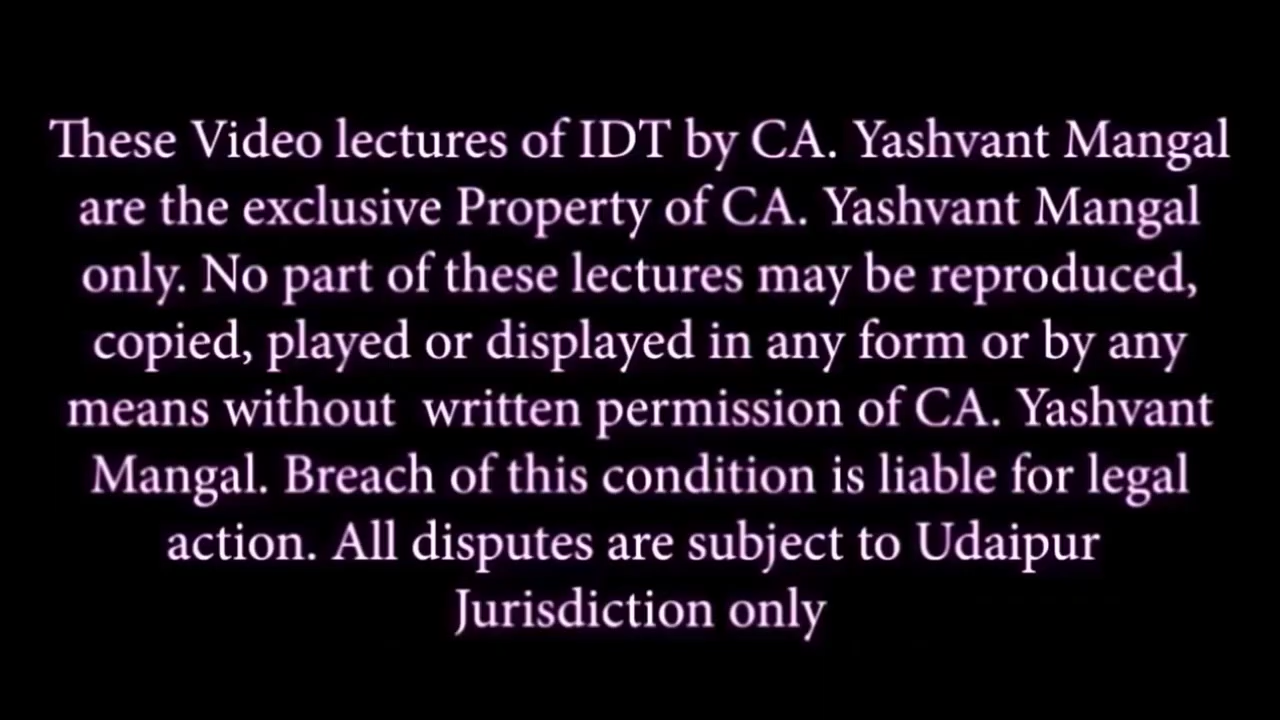 These Video lectures of IDT by CA. Yashvant Mangal
are the exclusive Property of CA. Yashvant Mangal
only. No part of these lectures may be reproduced,
copied, played or displayed in any form or by any
means without  written permission of CA. Yashvant
Mangal. Breach of this condition is liable for legal
action. All disputes are subject to Udaipur
Jurisdiction only